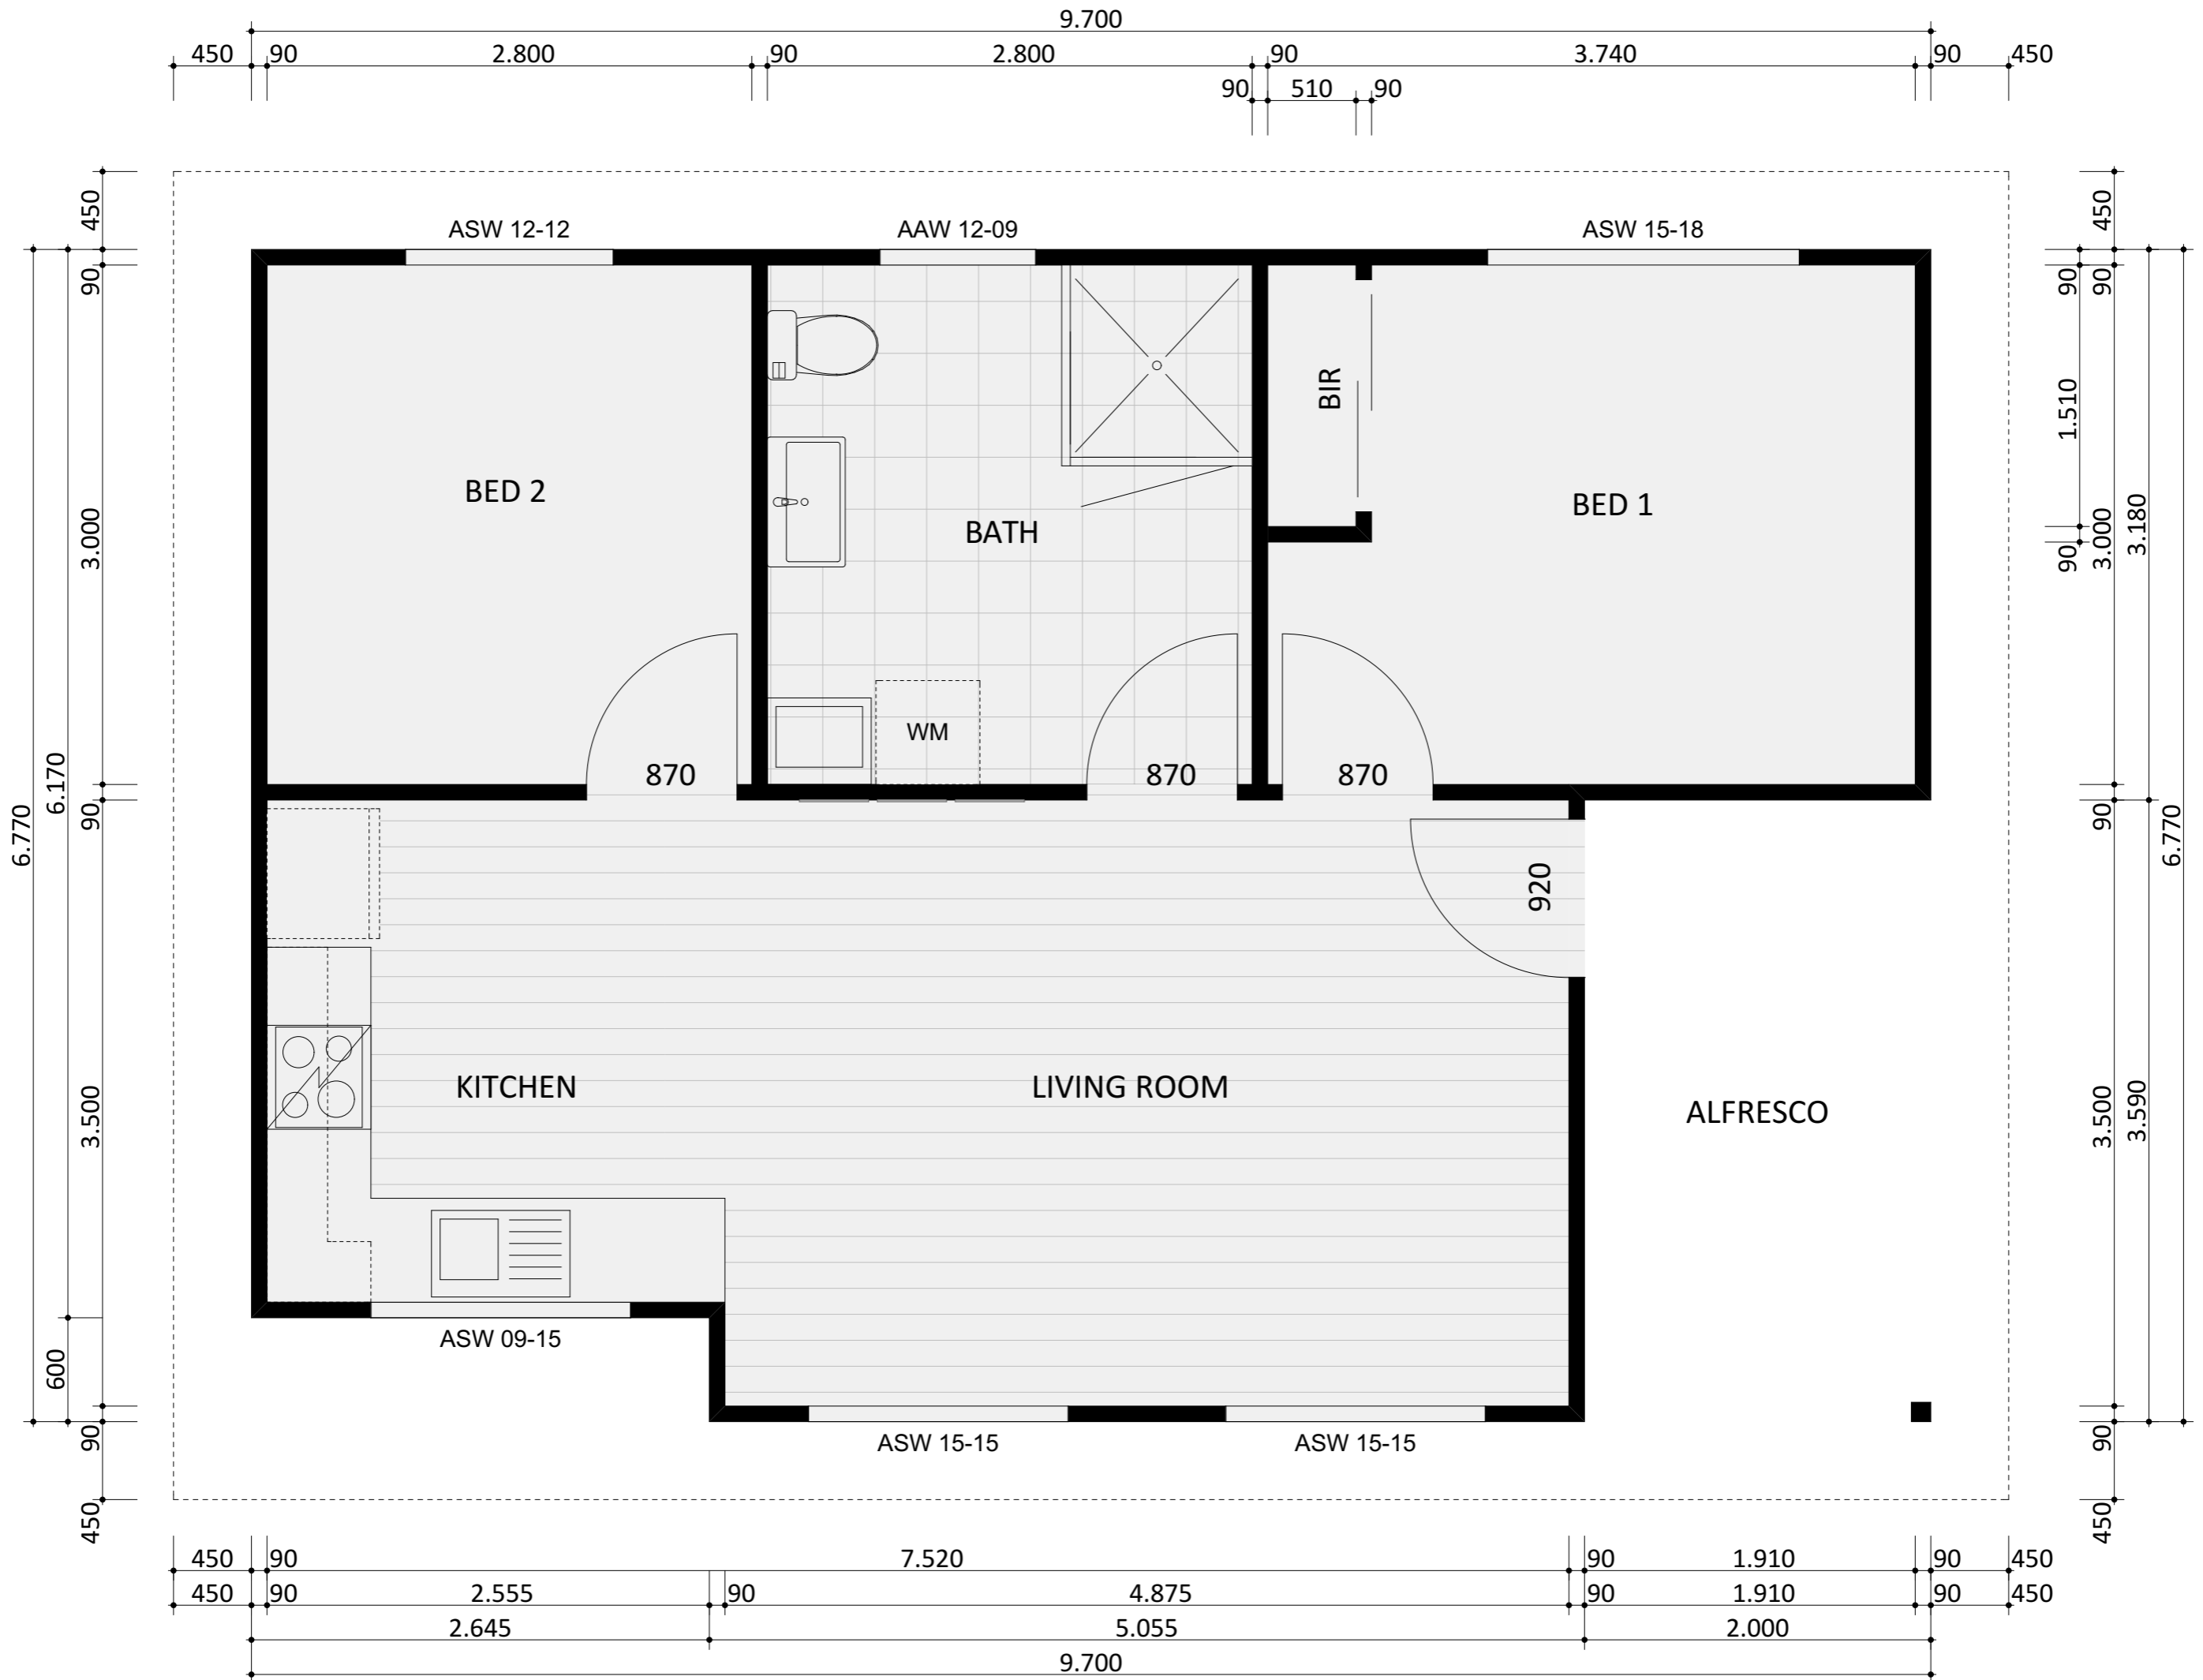 9.700
450 90 2.800 90 2.800 90 3.740 90 450
90 510 90
ASW 12-12 AAW 12-09 ASW 15-18
BED 2
BATH
BIR
BED 1
WM
870 870 870
920
KITCHEN
LIVING ROOM
ALFRESCO
ASW 09-15
ASW 15-15 ASW 15-15
6.770
6.170
600
450
90
3.000
90
3.500
90
450
90
1.510
90
450
90
3.000
90
3.500
90
450
3.180
3.590
6.770
450 90 7.520 90 1.910 90 450
450 90 2.555 90 4.875 90 1.910 90 450
2.645 5.055 2.000
9.700